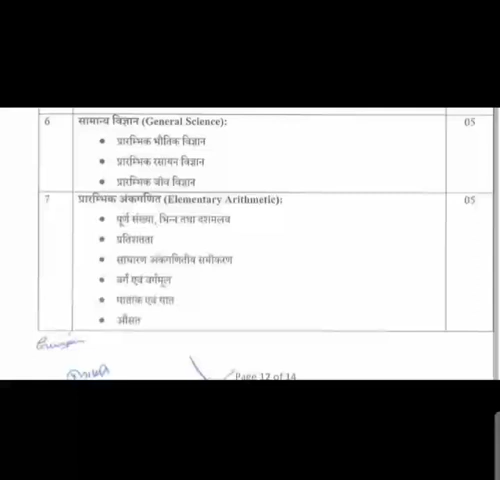 6 सामान्य विज्ञान (General Science): 05
• प्रारम्भिक भौतिक विज्ञान
• प्रारम्भिक रसायन विज्ञान
• प्रारम्भिक जीव विज्ञान
7 प्रारम्भिक अंकगणित (Elementary Arithmetic): 05
• पूर्ण संख्या, भिन्न तथा दशमलव
• प्रतिशतता
• साधारण अंकगणितीय समीकरण
• वर्ग एवं वर्गमूल
• घातांक एवं घात
• औसत
Page 12 of 14